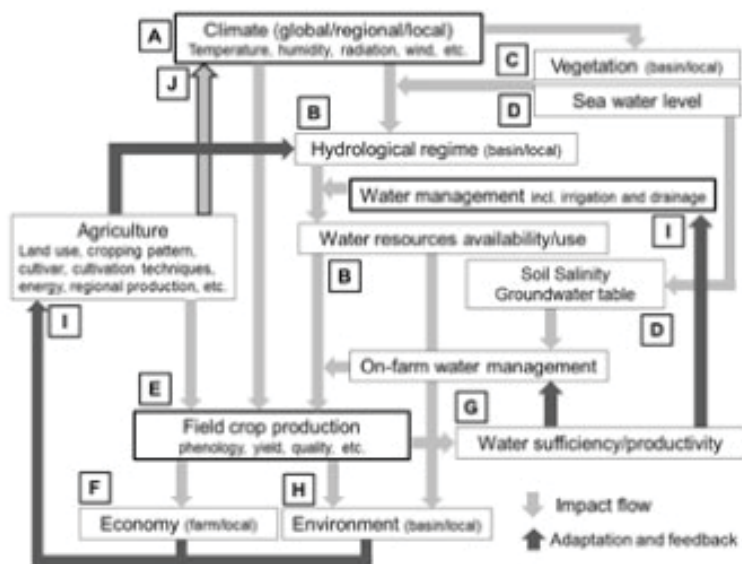 A
Climate (global/regional/local)
Temperature, humidity, radiation, wind, etc.
J
C
Vegetation (basin/local)
D
Sea water level
B
Hydrological regime (basin/local)
Water management incl. irrigation and drainage
Agriculture
Land use, cropping pattern,
cultivar, cultivation techniques,
energy, regional production, etc.
I
Water resources availability/use
I
B
Soil Salinity
Groundwater table
D
On-farm water management
E
Field crop production
phenology, yield, quality, etc.
G
Water sufficiency/productivity
F
Economy (farm/local)
H
Environment (basin/local)
Impact flow
Adaptation and feedback